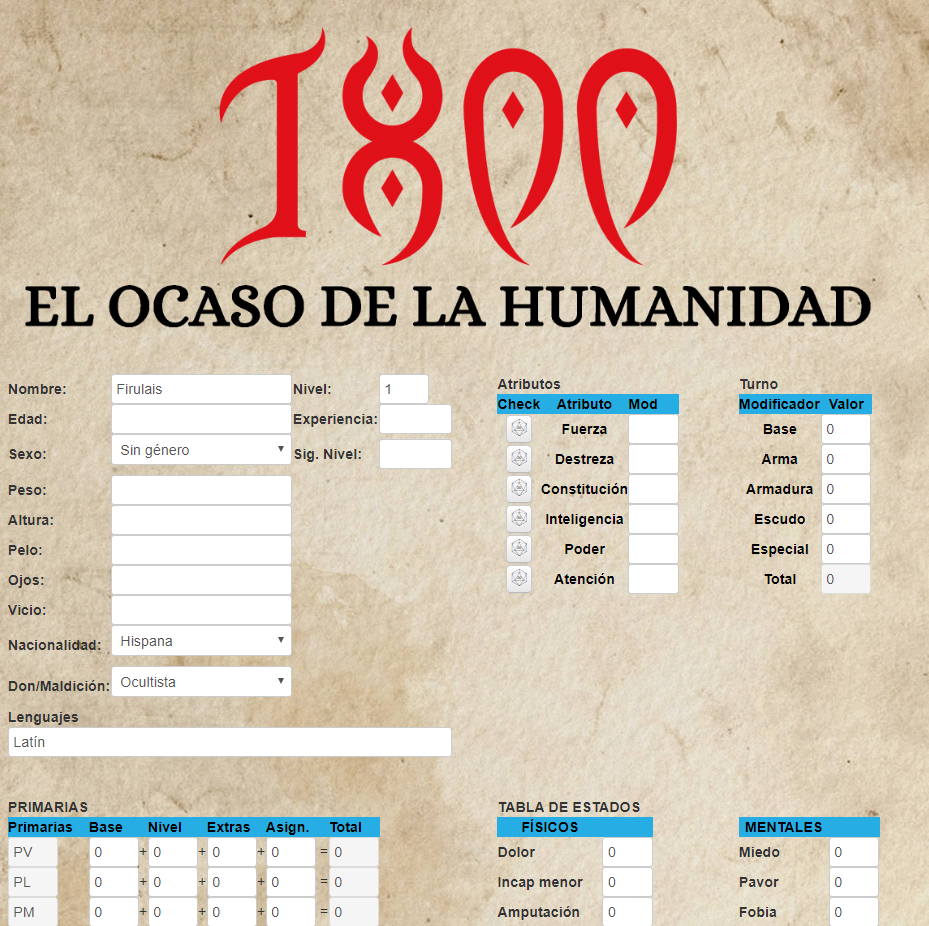 1800
EL OCASO DE LA HUMANIDAD
Nombre: Firulais Nivel: 1
Edad: Experiencia:
Sexo: Sin género Sig. Nivel:
Peso:
Altura:
Pelo:
Ojos:
Vicio:
Nacionalidad: Hispana
Don/Maldición: Ocultista
Lenguajes
Latín
Atributos
Check Atributo Mod
Fuerza
Destreza
Constitución
Inteligencia
Poder
Atención
Turno
Modificador Valor
Base 0
Arma 0
Armadura 0
Escudo 0
Especial 0
Total 0
PRIMARIAS
Primarias Base Nivel Extras Asign. Total
PV 0 + 0 + 0 + 0 = 0
PL 0 + 0 + 0 + 0 = 0
PM 0 + 0 + 0 + 0 = 0
TABLA DE ESTADOS
FÍSICOS
Dolor 0
Incap menor 0
Amputación 0
MENTALES
Miedo 0
Pavor 0
Fobia 0